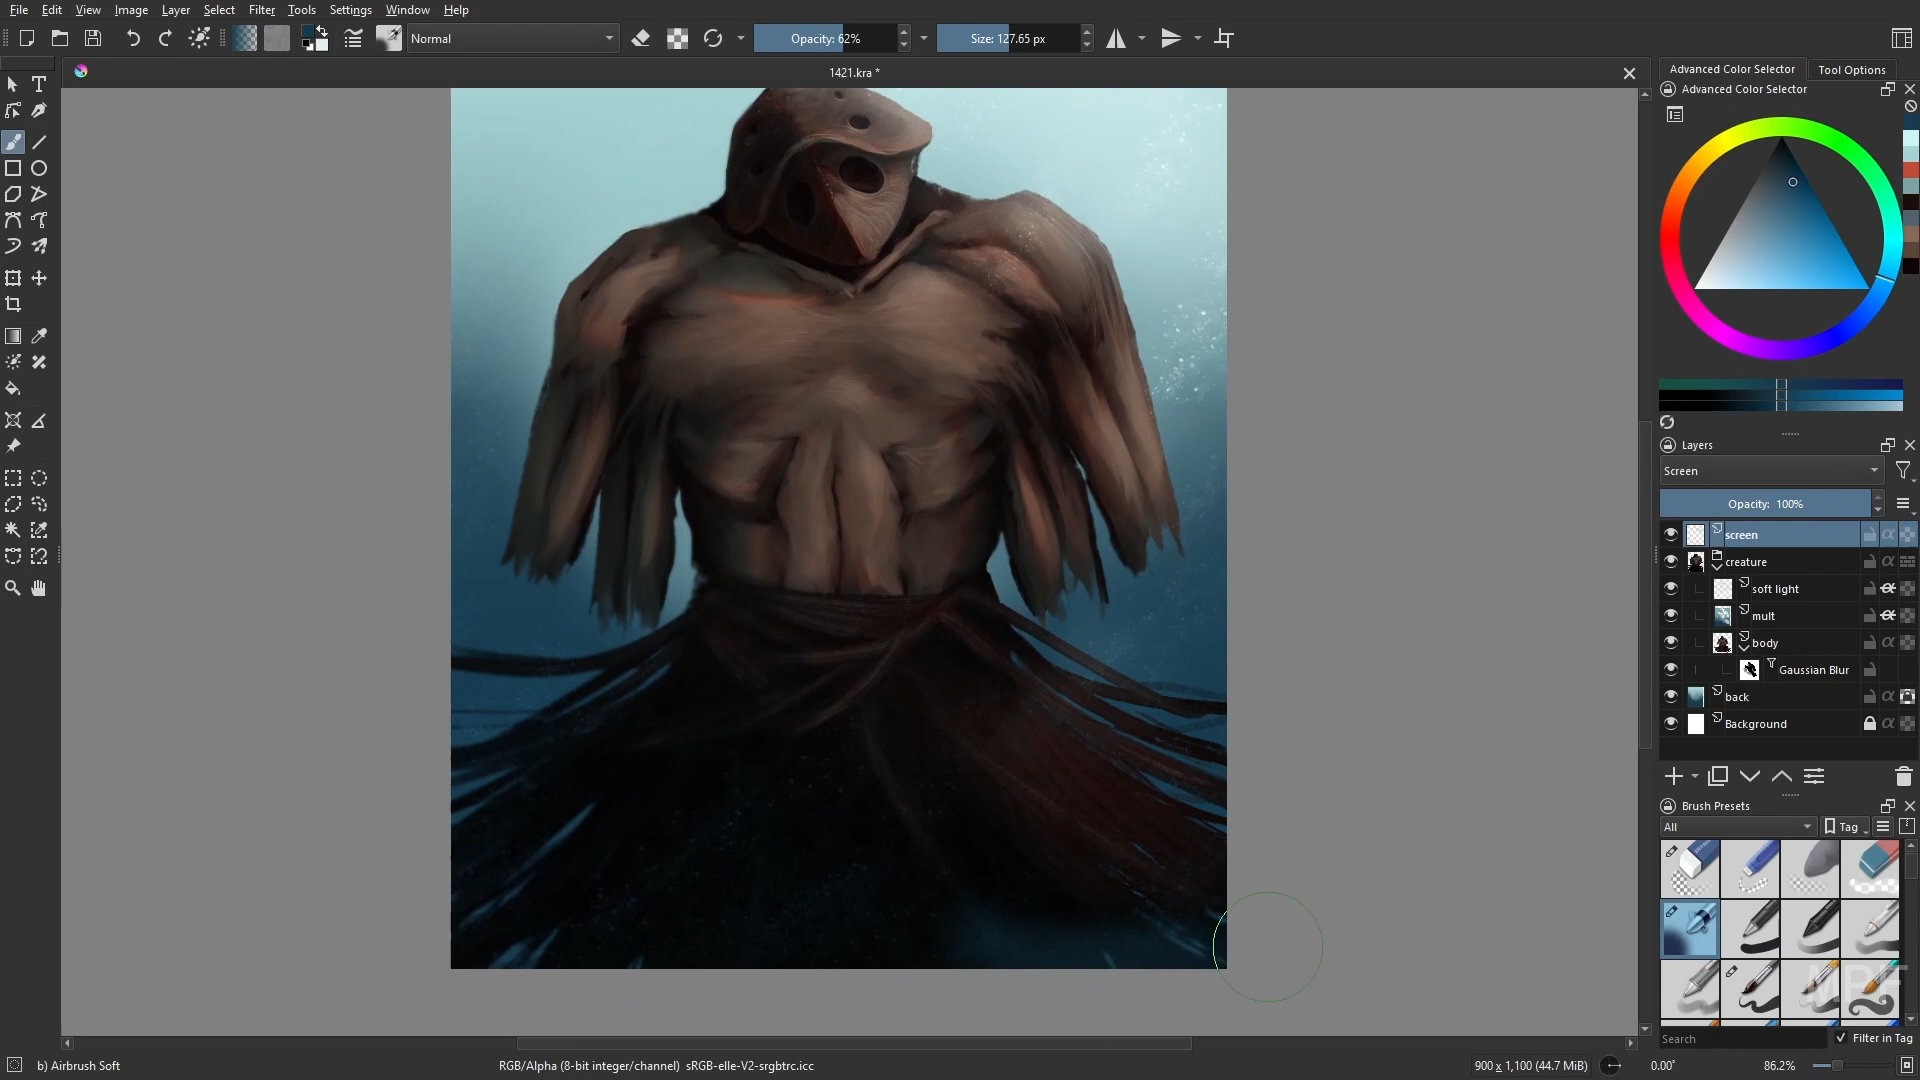 File Edit View Image Layer Select Filter Tools Settings Window Help
Normal
Opacity: 62%
Size: 127.65 px
1421.kra *
Advanced Color Selector
Tool Options
Advanced Color Selector
Layers
Screen
Opacity: 100%
screen
creature
soft light
mult
body
Gaussian Blur
back
Background
Brush Presets
All
Tag
MPF
Search
Filter in Tag
b) Airbrush Soft
RGB/Alpha (8-bit integer/channel) sRGB-elle-V2-srgbtrc.icc
900 x 1,100 (44.7 MiB)
0.00°
86.2%